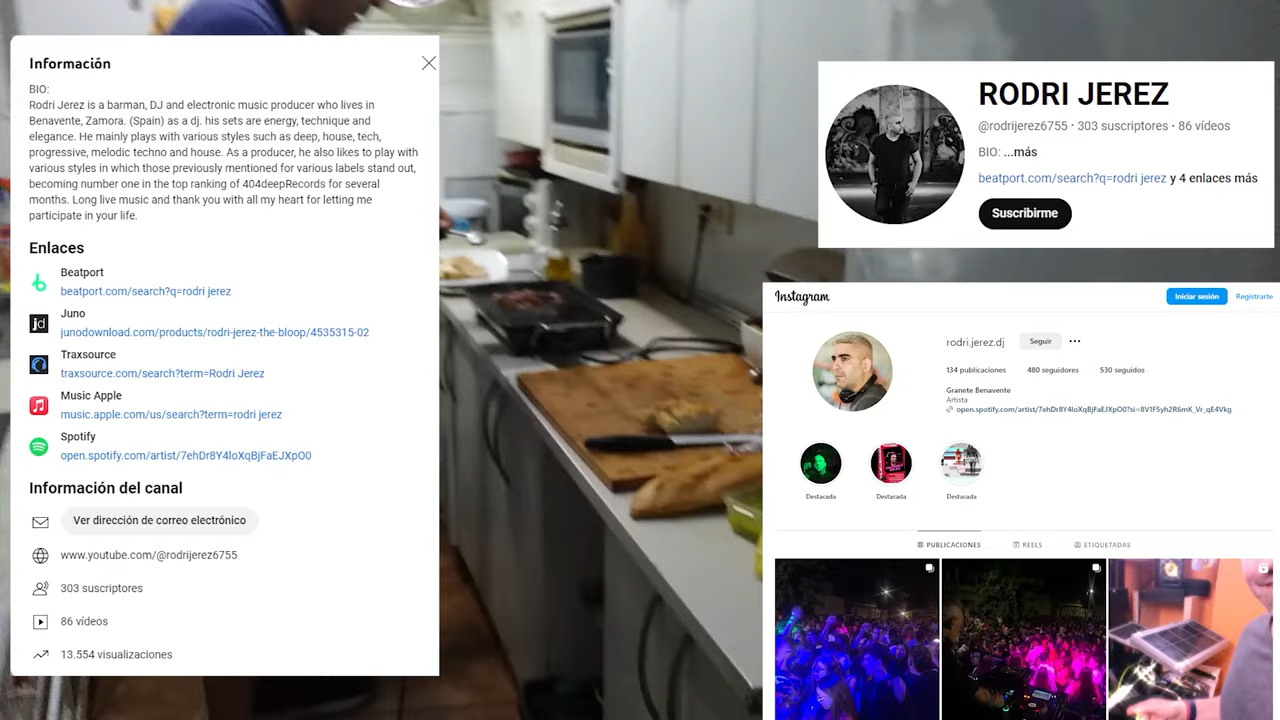 Información
BIO:
Rodri Jerez is a barman, DJ and electronic music producer who lives in
Benavente, Zamora. (Spain) as a dj. his sets are energy, technique and
elegance. He mainly plays with various styles such as deep, house, tech,
progressive, melodic techno and house. As a producer, he also likes to play with
various styles in which those previously mentioned for various labels stand out,
becoming number one in the top ranking of 404deepRecords for several
months. Long live music and thank you with all my heart for letting me
participate in your life.
Enlaces
Beatport
beatport.com/search?q=rodri jerez
Juno
junodownload.com/products/rodri-jerez-the-bloop/4535315-02
Traxsource
traxsource.com/search?term=Rodri Jerez
Music Apple
music.apple.com/us/search?term=rodri jerez
Spotify
open.spotify.com/artist/7ehDr8Y4loXqBjFaEJXpO0
Información del canal
Ver dirección de correo electrónico
www.youtube.com/@rodrijerez6755
303 suscriptores
86 vídeos
13.554 visualizaciones
RODRI JEREZ
@rodrijerez6755 · 303 suscriptores · 86 vídeos
BIO: ...más
beatport.com/search?q=rodri jerez y 4 enlaces más
Suscribirme
Instagram
Iniciar sesión Registrarte
rodri.jerez.dj Seguir
134 publicaciones 480 seguidores 530 seguidos
Granete Benavente
Artista
open.spotify.com/artist/7ehDr8Y4loXqBjFaEJXpO0?si=8V1F5yh2R6mK_Vr_qE4Vkg
Destacada Destacada Destacada
PUBLICACIONES REELS ETIQUETADAS